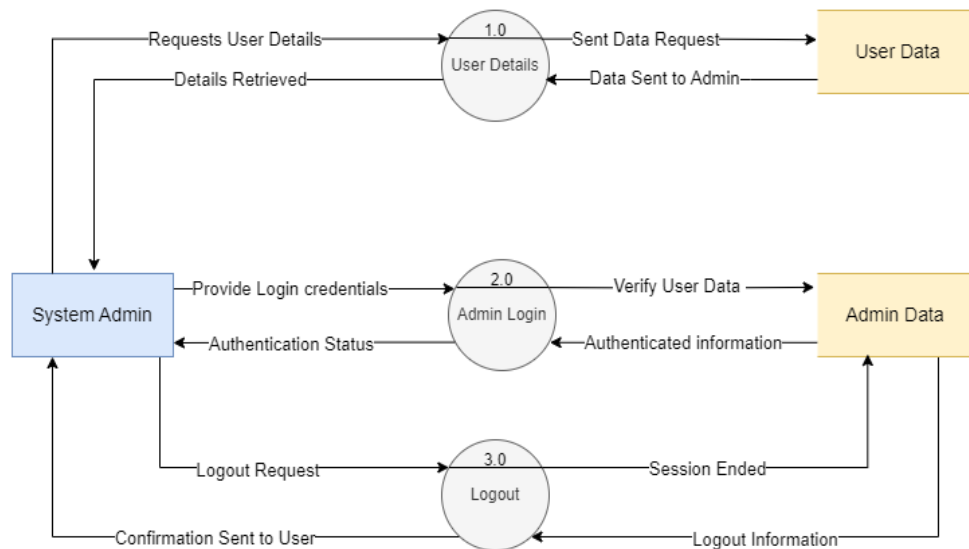 1.0
Requests User Details
Sent Data Request
User Data
User Details
Details Retrieved
Data Sent to Admin
2.0
Provide Login credentials
Verify User Data
System Admin
Admin Login
Admin Data
Authentication Status
Authenticated information
3.0
Logout Request
Session Ended
Logout
Confirmation Sent to User
Logout Information